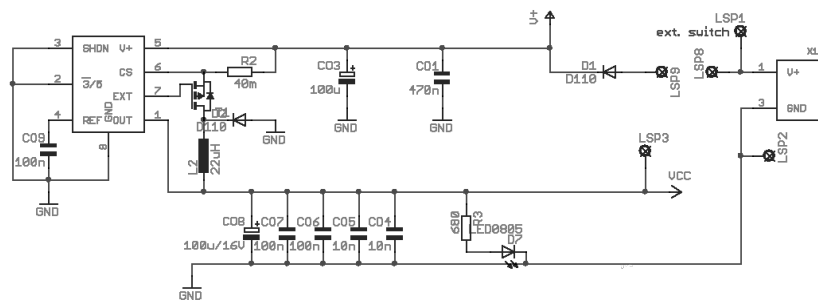 V+
LSP1
ext. switch
X1
3 SHDN V+ 5
CS 6
R2
40m
CO3
100u
CO1
470n
D1
D110
LSP9
LSP8
1 V+
2 3/5
EXT 7
3 GND
4 REF OUT 1
GND
8
D110
GND
GND
GND
CO9
100n
L2
22uH
LSP3
LSP2
GND
VCC
CO8
100u/16V
CO7
100n
CO6
100n
CO5
10n
CO4
10n
680
R3
LED0805
D7
GND